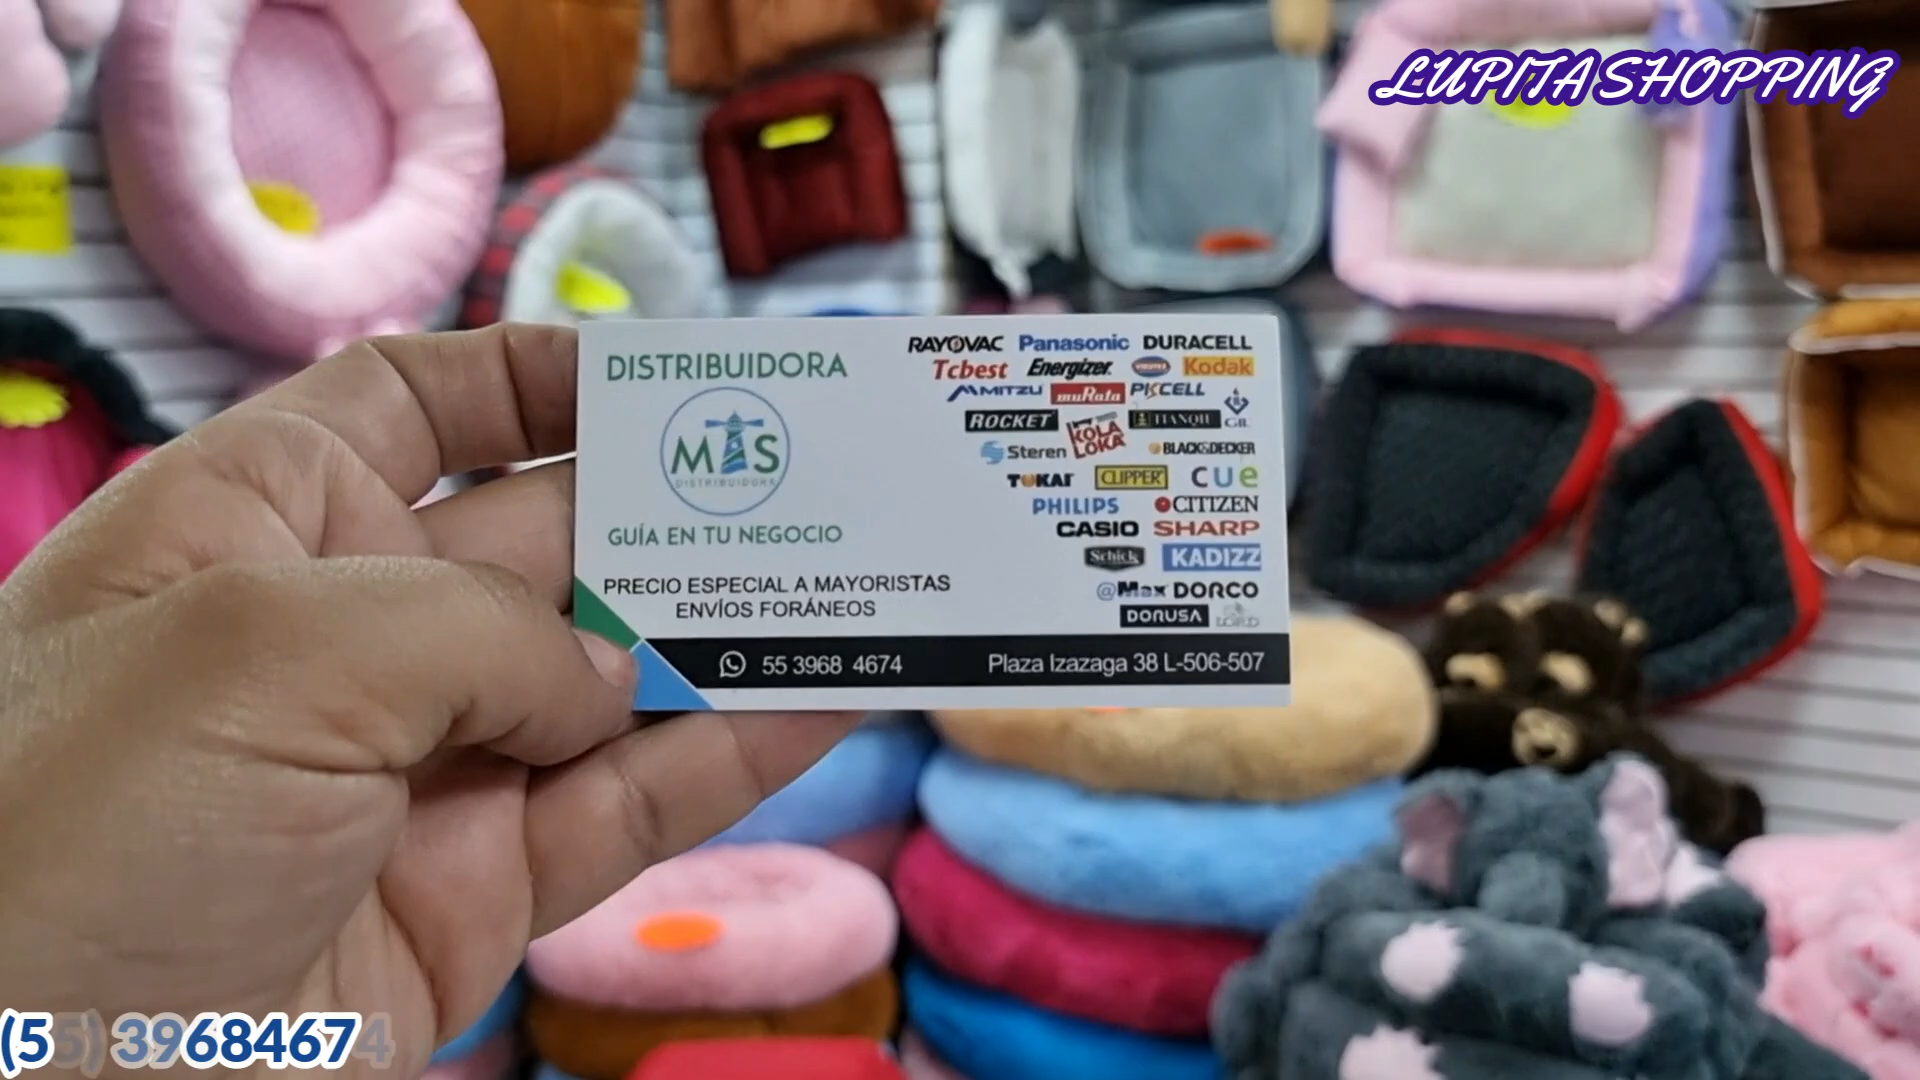 LUPITA SHOPPING
DISTRIBUIDORA
MTS
DISTRIBUIDORA
GUÍA EN TU NEGOCIO
PRECIO ESPECIAL A MAYORISTAS
ENVÍOS FORÁNEOS
RAYOVAC Panasonic DURACELL
Tcbest Energizer Kodak
MITZU muRata PKCELL
ROCKET KOLA LOKA TIANQIU GIL
Steren BLACK&DECKER
TOKAI CLIPPER cue
PHILIPS CITIZEN
CASIO SHARP
Schick KADIZZ
@Max DORCO
DORUSA
55 3968 4674 Plaza Izazaga 38 L-506-507
(55) 39684674